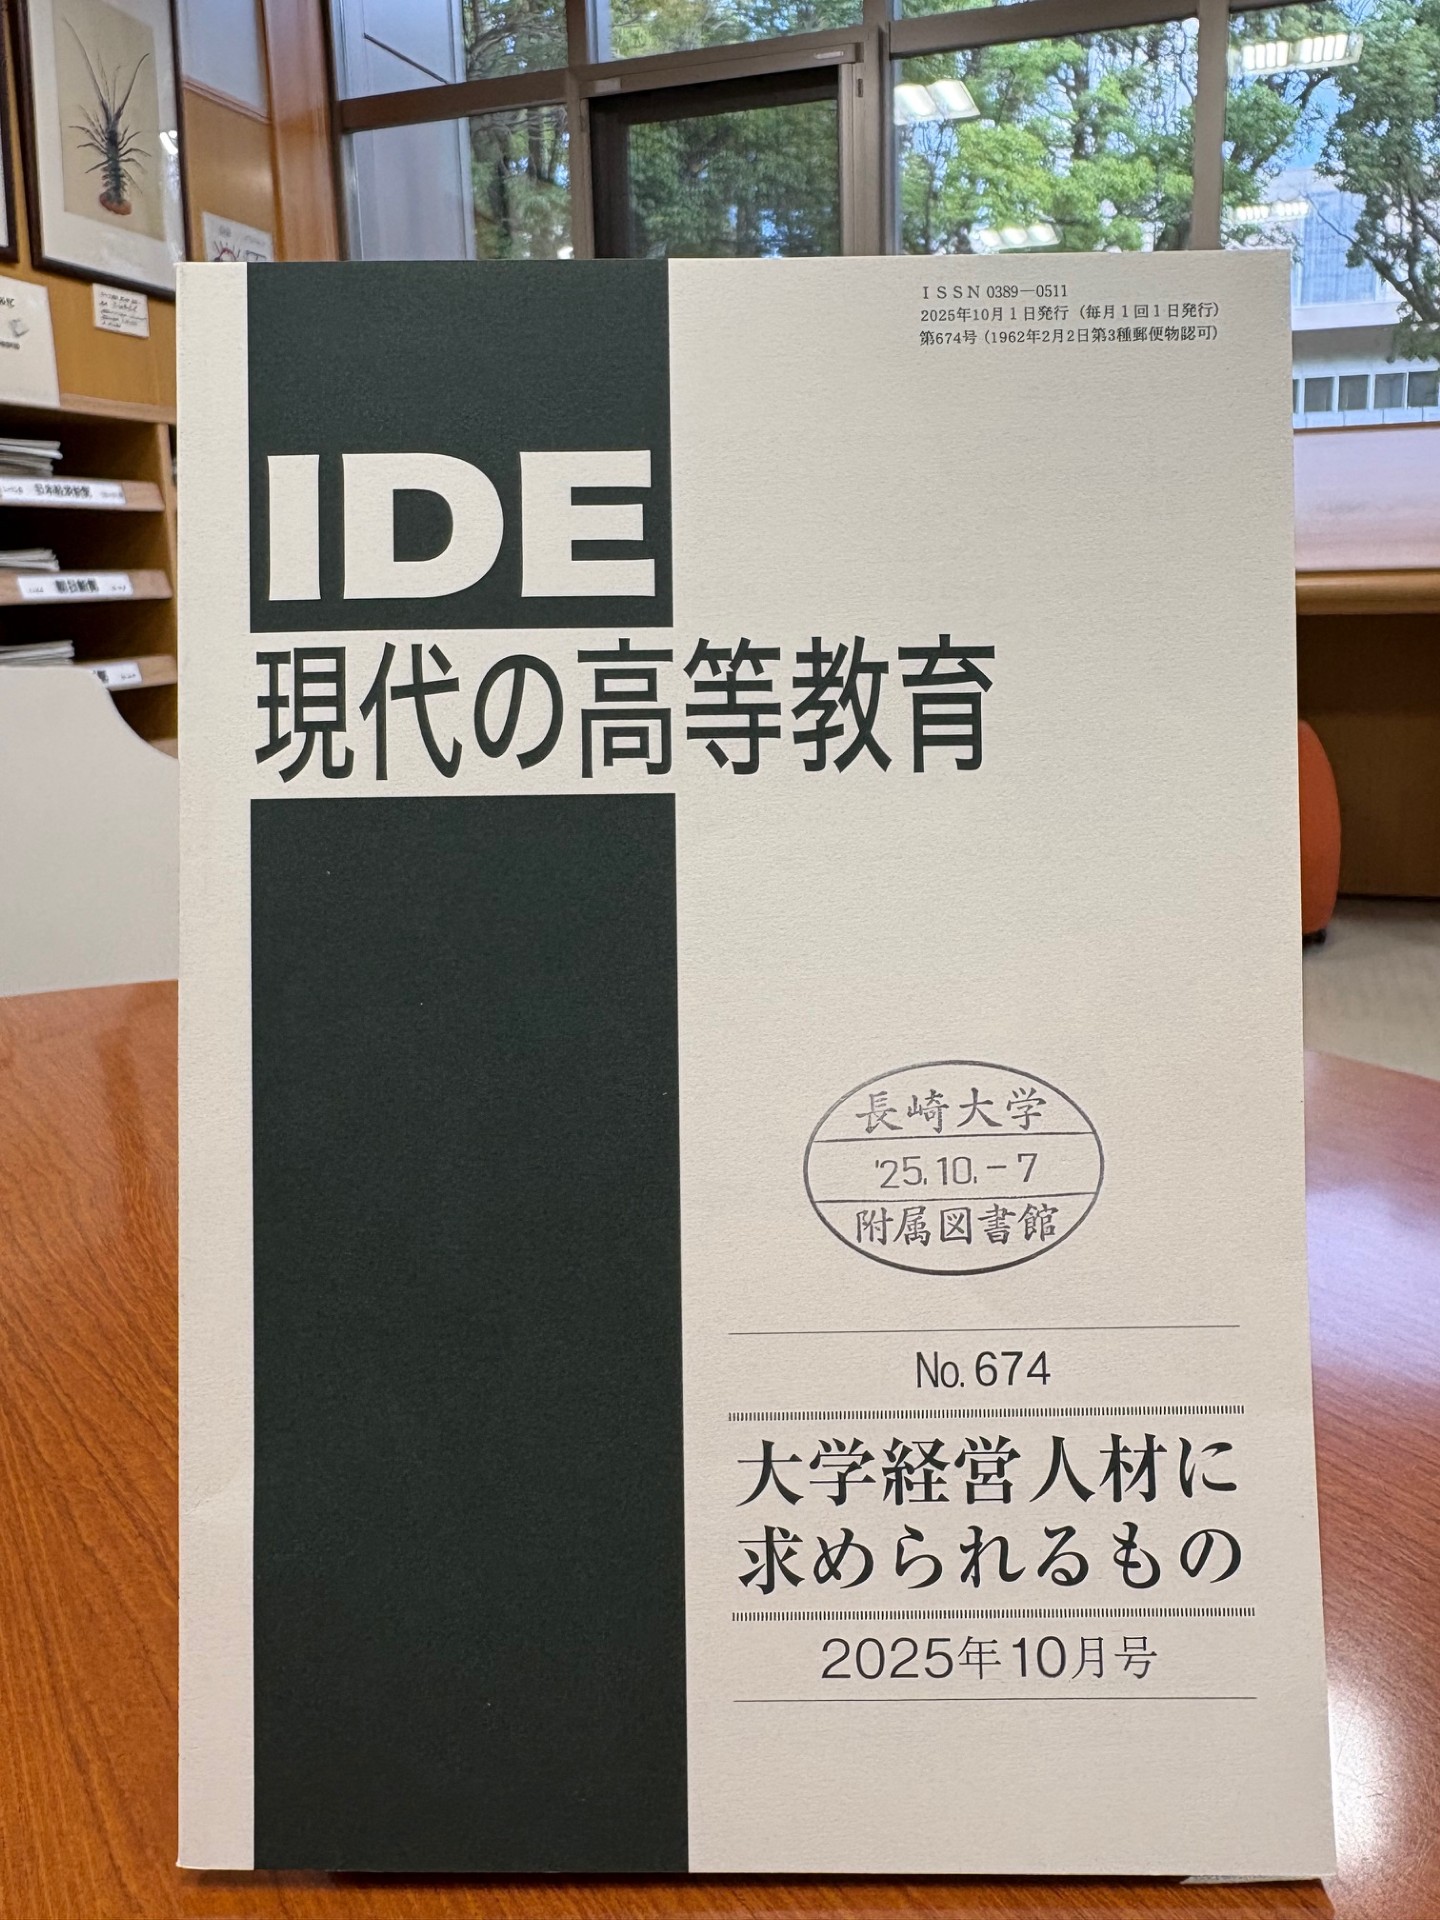 ISSN 0389—0511
2025年10月1日発行（毎月1回1日発行）
第674号（1962年2月2日第3種郵便物認可）
IDE
現代の高等教育
長崎大学
'25.10.-7
附属図書館
No.674
大学経営人材に
求められるもの
2025年10月号
朝日新聞